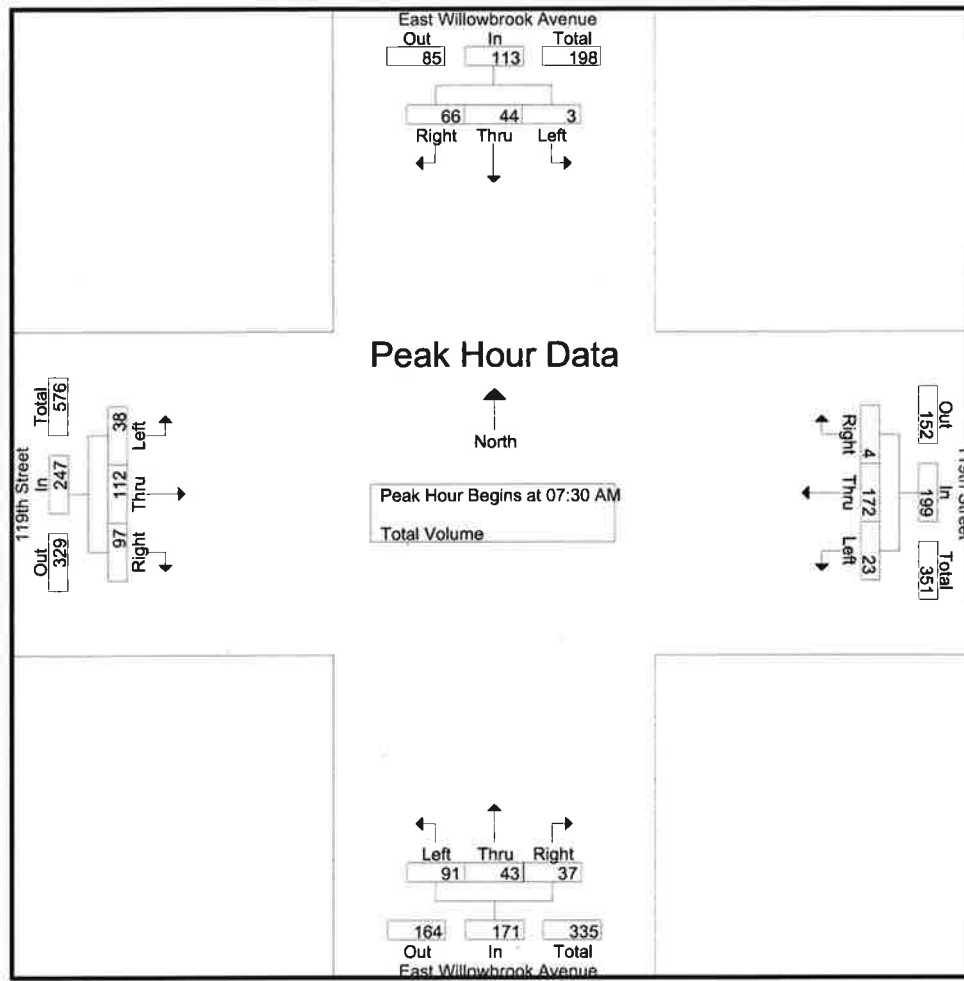 East Willowbrook Avenue
Out In Total
85 113 198
66 44 3
Right Thru Left
Peak Hour Data
North
Peak Hour Begins at 07:30 AM
Total Volume
119th Street
Total In Out
576 247 329
38 112 97
Left Thru Right
Right Thru Left
4 172 23
Out In Total
152 199 351
119th Street
Left Thru Right
91 43 37
164 171 335
Out In Total
East Willowbrook Avenue